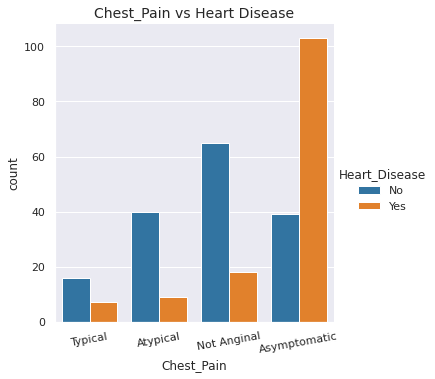 Chest_Pain vs Heart Disease
100
80
60
40
20
0
count
Typical
Atypical
Not Anginal
Asymptomatic
Chest_Pain
Heart_Disease
No
Yes